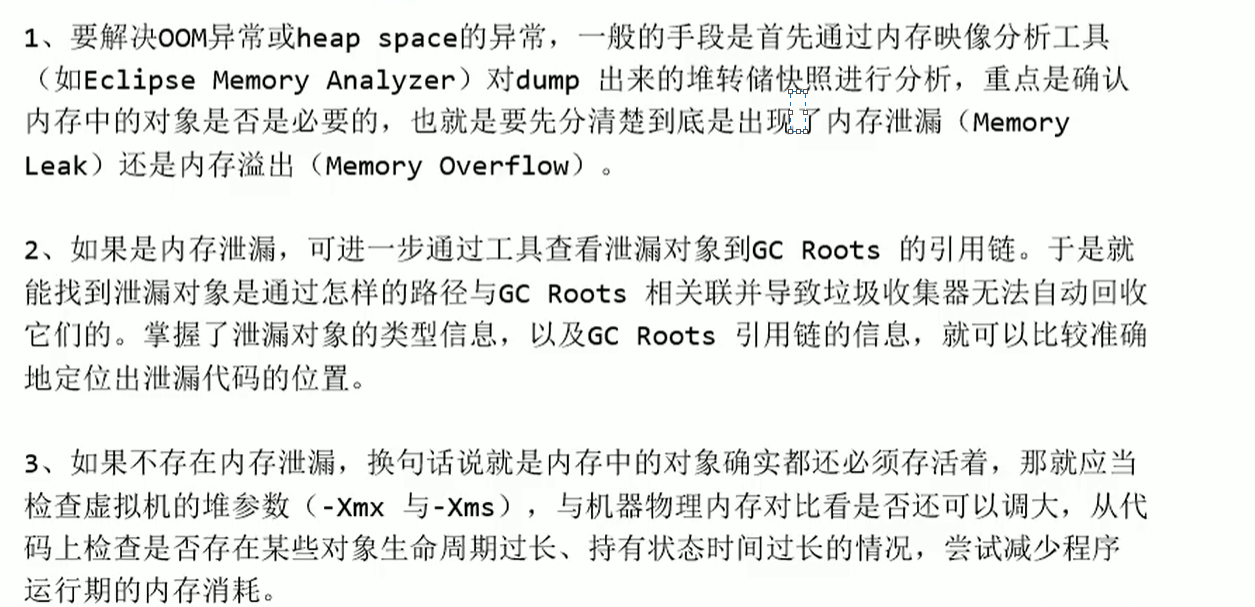 1、要解决OOM异常或heap space的异常，一般的手段是首先通过内存映像分析工具
（如Eclipse Memory Analyzer）对dump 出来的堆转储快照进行分析，重点是确认
内存中的对象是否是必要的，也就是要先分清楚到底是出现了内存泄漏（Memory
Leak）还是内存溢出（Memory Overflow）。
2、如果是内存泄漏，可进一步通过工具查看泄漏对象到GC Roots 的引用链。于是就
能找到泄漏对象是通过怎样的路径与GC Roots 相关联并导致垃圾收集器无法自动回收
它们的。掌握了泄漏对象的类型信息，以及GC Roots 引用链的信息，就可以比较准确
地定位出泄漏代码的位置。
3、如果不存在内存泄漏，换句话说就是内存中的对象确实都还必须存活着，那就应当
检查虚拟机的堆参数（-Xmx 与-Xms），与机器物理内存对比看是否还可以调大，从代
码上检查是否存在某些对象生命周期过长、持有状态时间过长的情况，尝试减少程序
运行期的内存消耗。